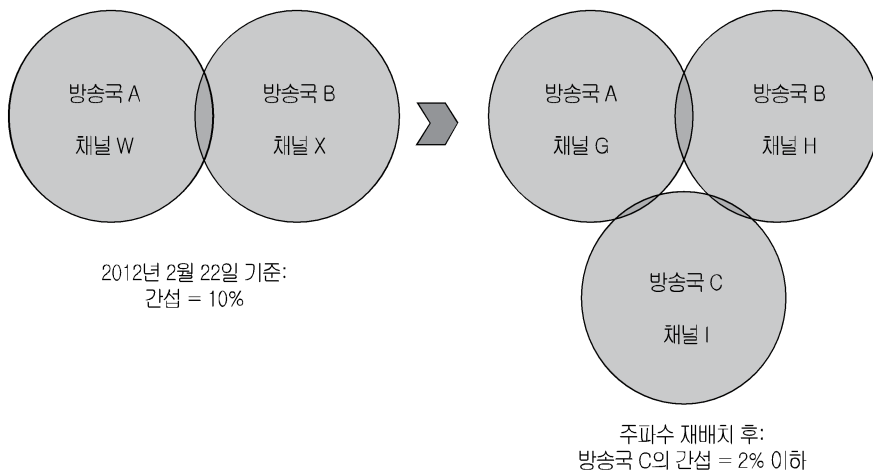 방송국 A
채널 W
방송국 B
채널 X
2012년 2월 22일 기준:
간섭 = 10%
방송국 A
채널 G
방송국 B
채널 H
방송국 C
채널 I
주파수 재배치 후:
방송국 C의 간섭 = 2% 이하